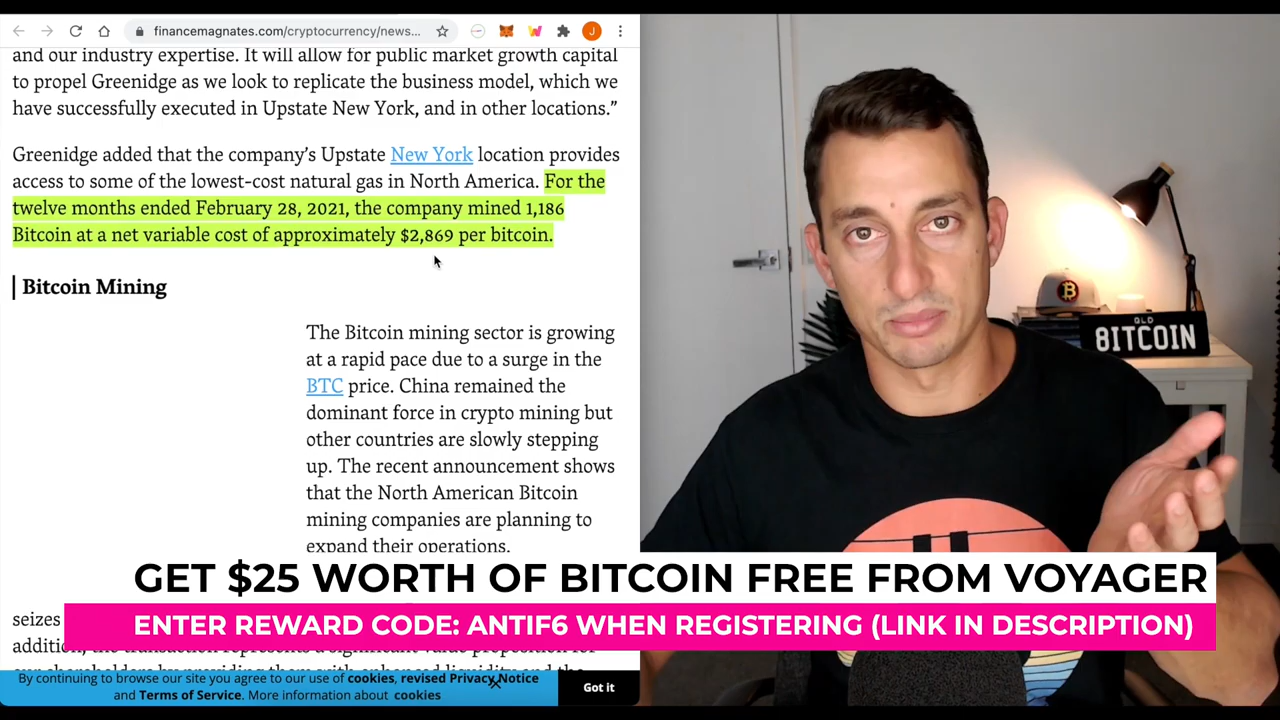 financemagnates.com/cryptocurrency/news...
J
and our industry expertise. It will allow for public market growth capital
to propel Greenidge as we look to replicate the business model, which we
have successfully executed in Upstate New York, and in other locations.”
Greenidge added that the company’s Upstate New York location provides
access to some of the lowest-cost natural gas in North America. For the
twelve months ended February 28, 2021, the company mined 1,186
Bitcoin at a net variable cost of approximately $2,869 per bitcoin.
Bitcoin Mining
The Bitcoin mining sector is growing
at a rapid pace due to a surge in the
BTC price. China remained the
dominant force in crypto mining but
other countries are slowly stepping
up. The recent announcement shows
that the North American Bitcoin
mining companies are planning to
expand their operations.
QLD
8ITCOIN
GET $25 WORTH OF BITCOIN FREE FROM VOYAGER
ENTER REWARD CODE: ANTIF6 WHEN REGISTERING (LINK IN DESCRIPTION)
seizes
By continuing to browse our site you agree to our use of cookies, revised Privacy Notice
and Terms of Service. More information about cookies
Got it